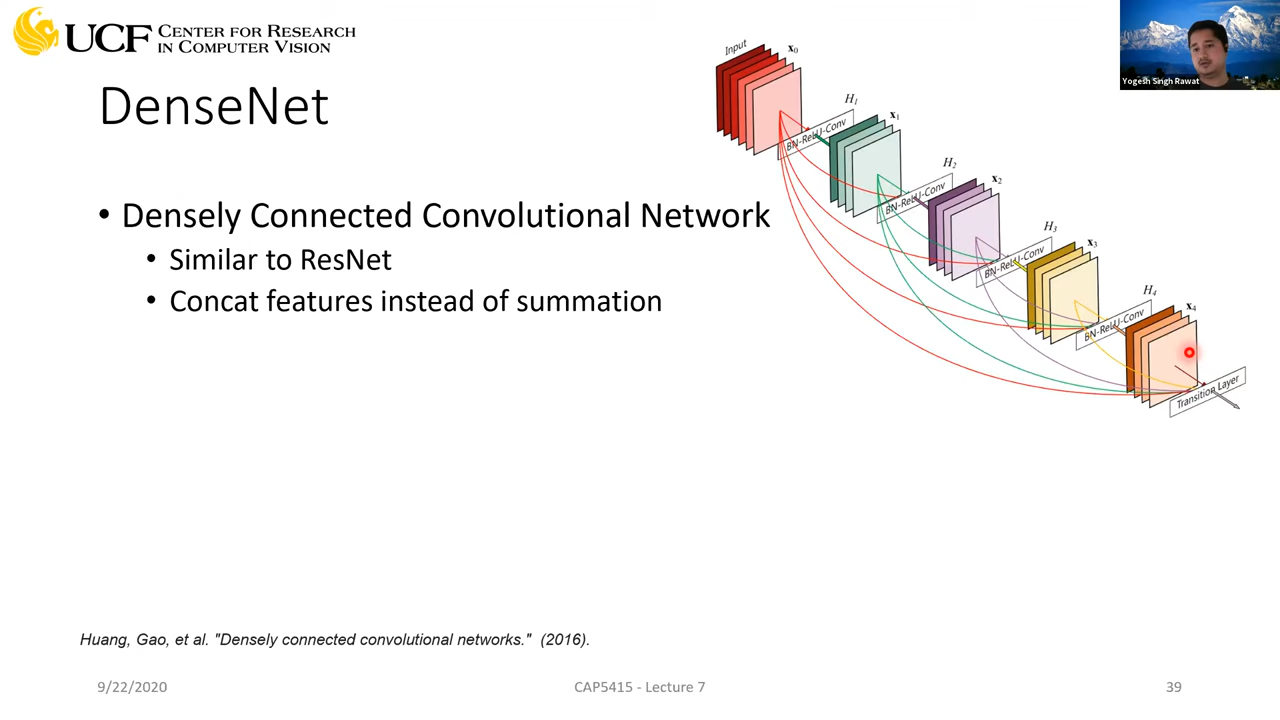 UCF CENTER FOR RESEARCH
IN COMPUTER VISION
Yogesh Singh Rawat
DenseNet
• Densely Connected Convolutional Network
• Similar to ResNet
• Concat features instead of summation
Input
x0
H1
BN-ReLU-Conv
x1
H2
BN-ReLU-Conv
x2
H3
BN-ReLU-Conv
x3
H4
BN-ReLU-Conv
x4
Transition Layer
Huang, Gao, et al. "Densely connected convolutional networks." (2016).
9/22/2020
CAP5415 - Lecture 7
39